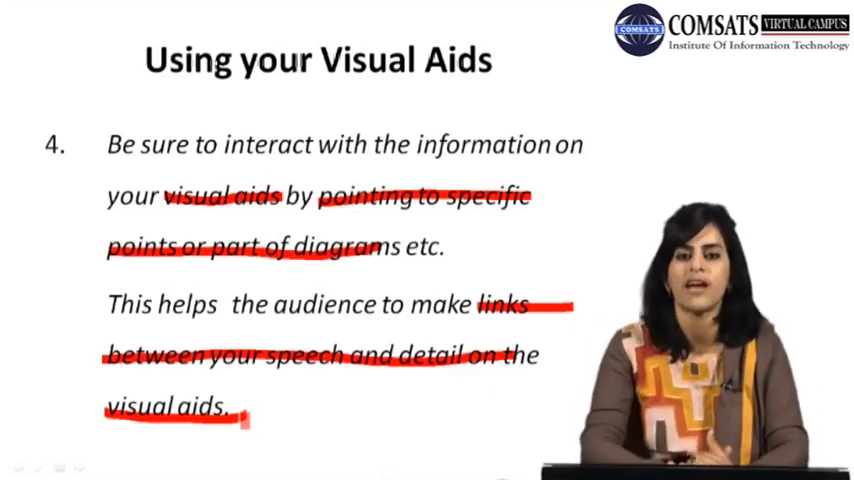 COMSATS VIRTUAL CAMPUS
COMSATS
Institute Of Information Technology
Using your Visual Aids
4. Be sure to interact with the information on
your visual aids by pointing to specific
points or part of diagrams etc.
This helps the audience to make links
between your speech and detail on the
visual aids.